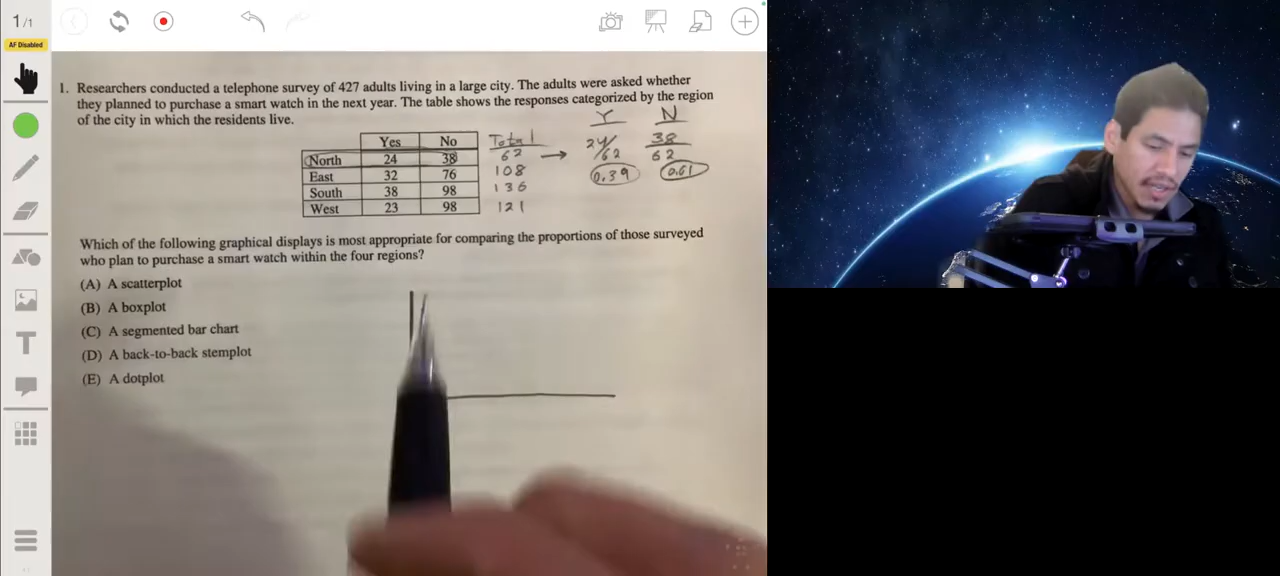 1/1
AF Disabled
1. Researchers conducted a telephone survey of 427 adults living in a large city. The adults were asked whether
they planned to purchase a smart watch in the next year. The table shows the responses categorized by the region
of the city in which the residents live.
Y N
Yes No Total 24/62 38
North 24 38 62 → 62
East 32 76 108 0.39 0.61
South 38 98 136
West 23 98 121
Which of the following graphical displays is most appropriate for comparing the proportions of those surveyed
who plan to purchase a smart watch within the four regions?
(A) A scatterplot
(B) A boxplot
(C) A segmented bar chart
(D) A back-to-back stemplot
(E) A dotplot
T